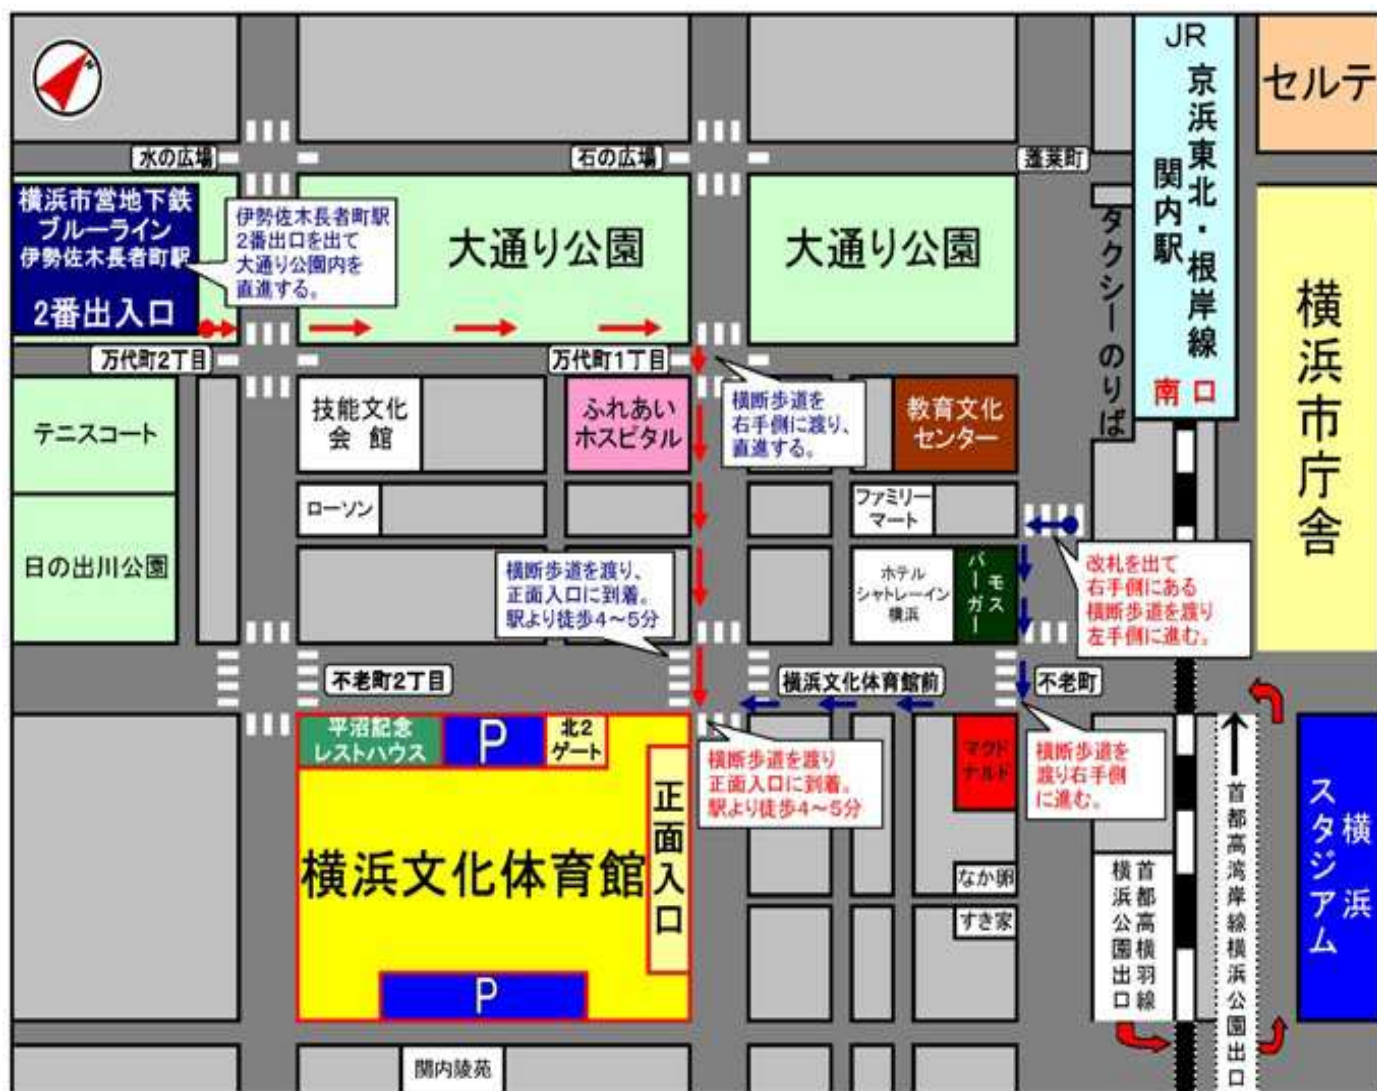 N
JR
京浜東北・根岸線
関内駅
南口
セルテ
水の広場
石の広場
蓬莱町
横浜市営地下鉄
ブルーライン
伊勢佐木長者町駅
2番出入口
伊勢佐木長者町駅
2番出口を出て
大通り公園内を
直進する。
大通り公園
大通り公園
タクシーのりば
横浜市庁舎
万代町2丁目
万代町1丁目
テニスコート
技能文化
会館
ふれあい
ホスピタル
横断歩道を
右手側に渡り、
直進する。
教育文化
センター
ローソン
ファミリー
マート
日の出川公園
横断歩道を渡り、
正面入口に到着。
駅より徒歩4～5分
ホテル
シャトレーイン
横浜
モス
バーガー
改札を出て
右手側にある
横断歩道を渡り
左手側に進む。
不老町2丁目
横浜文化体育館前
不老町
平沼記念
レストハウス
P
北2
ゲート
正面入口
横浜文化体育館
P
横断歩道を渡り
正面入口に到着。
駅より徒歩4～5分
マクド
ナルド
横断歩道を
渡り右手側
に進む。
なか卵
すき家
首都高横羽線
横浜公園出口
首都高湾岸線横浜公園出口
横浜
スタジアム
関内陵苑